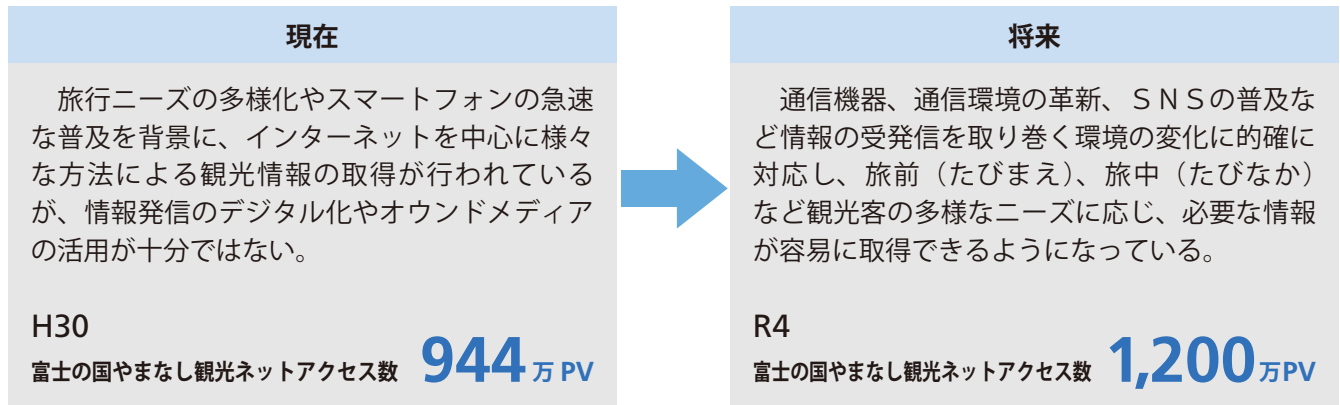 現在
　旅行ニーズの多様化やスマートフォンの急速
な普及を背景に、インターネットを中心に様々
な方法による観光情報の取得が行われている
が、情報発信のデジタル化やオウンドメディア
の活用が十分ではない。
H30
富士の国やまなし観光ネットアクセス数 944万PV
将来
　通信機器、通信環境の革新、ＳＮＳの普及な
ど情報の受発信を取り巻く環境の変化に的確に
対応し、旅前（たびまえ）、旅中（たびなか）
など観光客の多様なニーズに応じ、必要な情報
が容易に取得できるようになっている。
R4
富士の国やまなし観光ネットアクセス数 1,200万PV